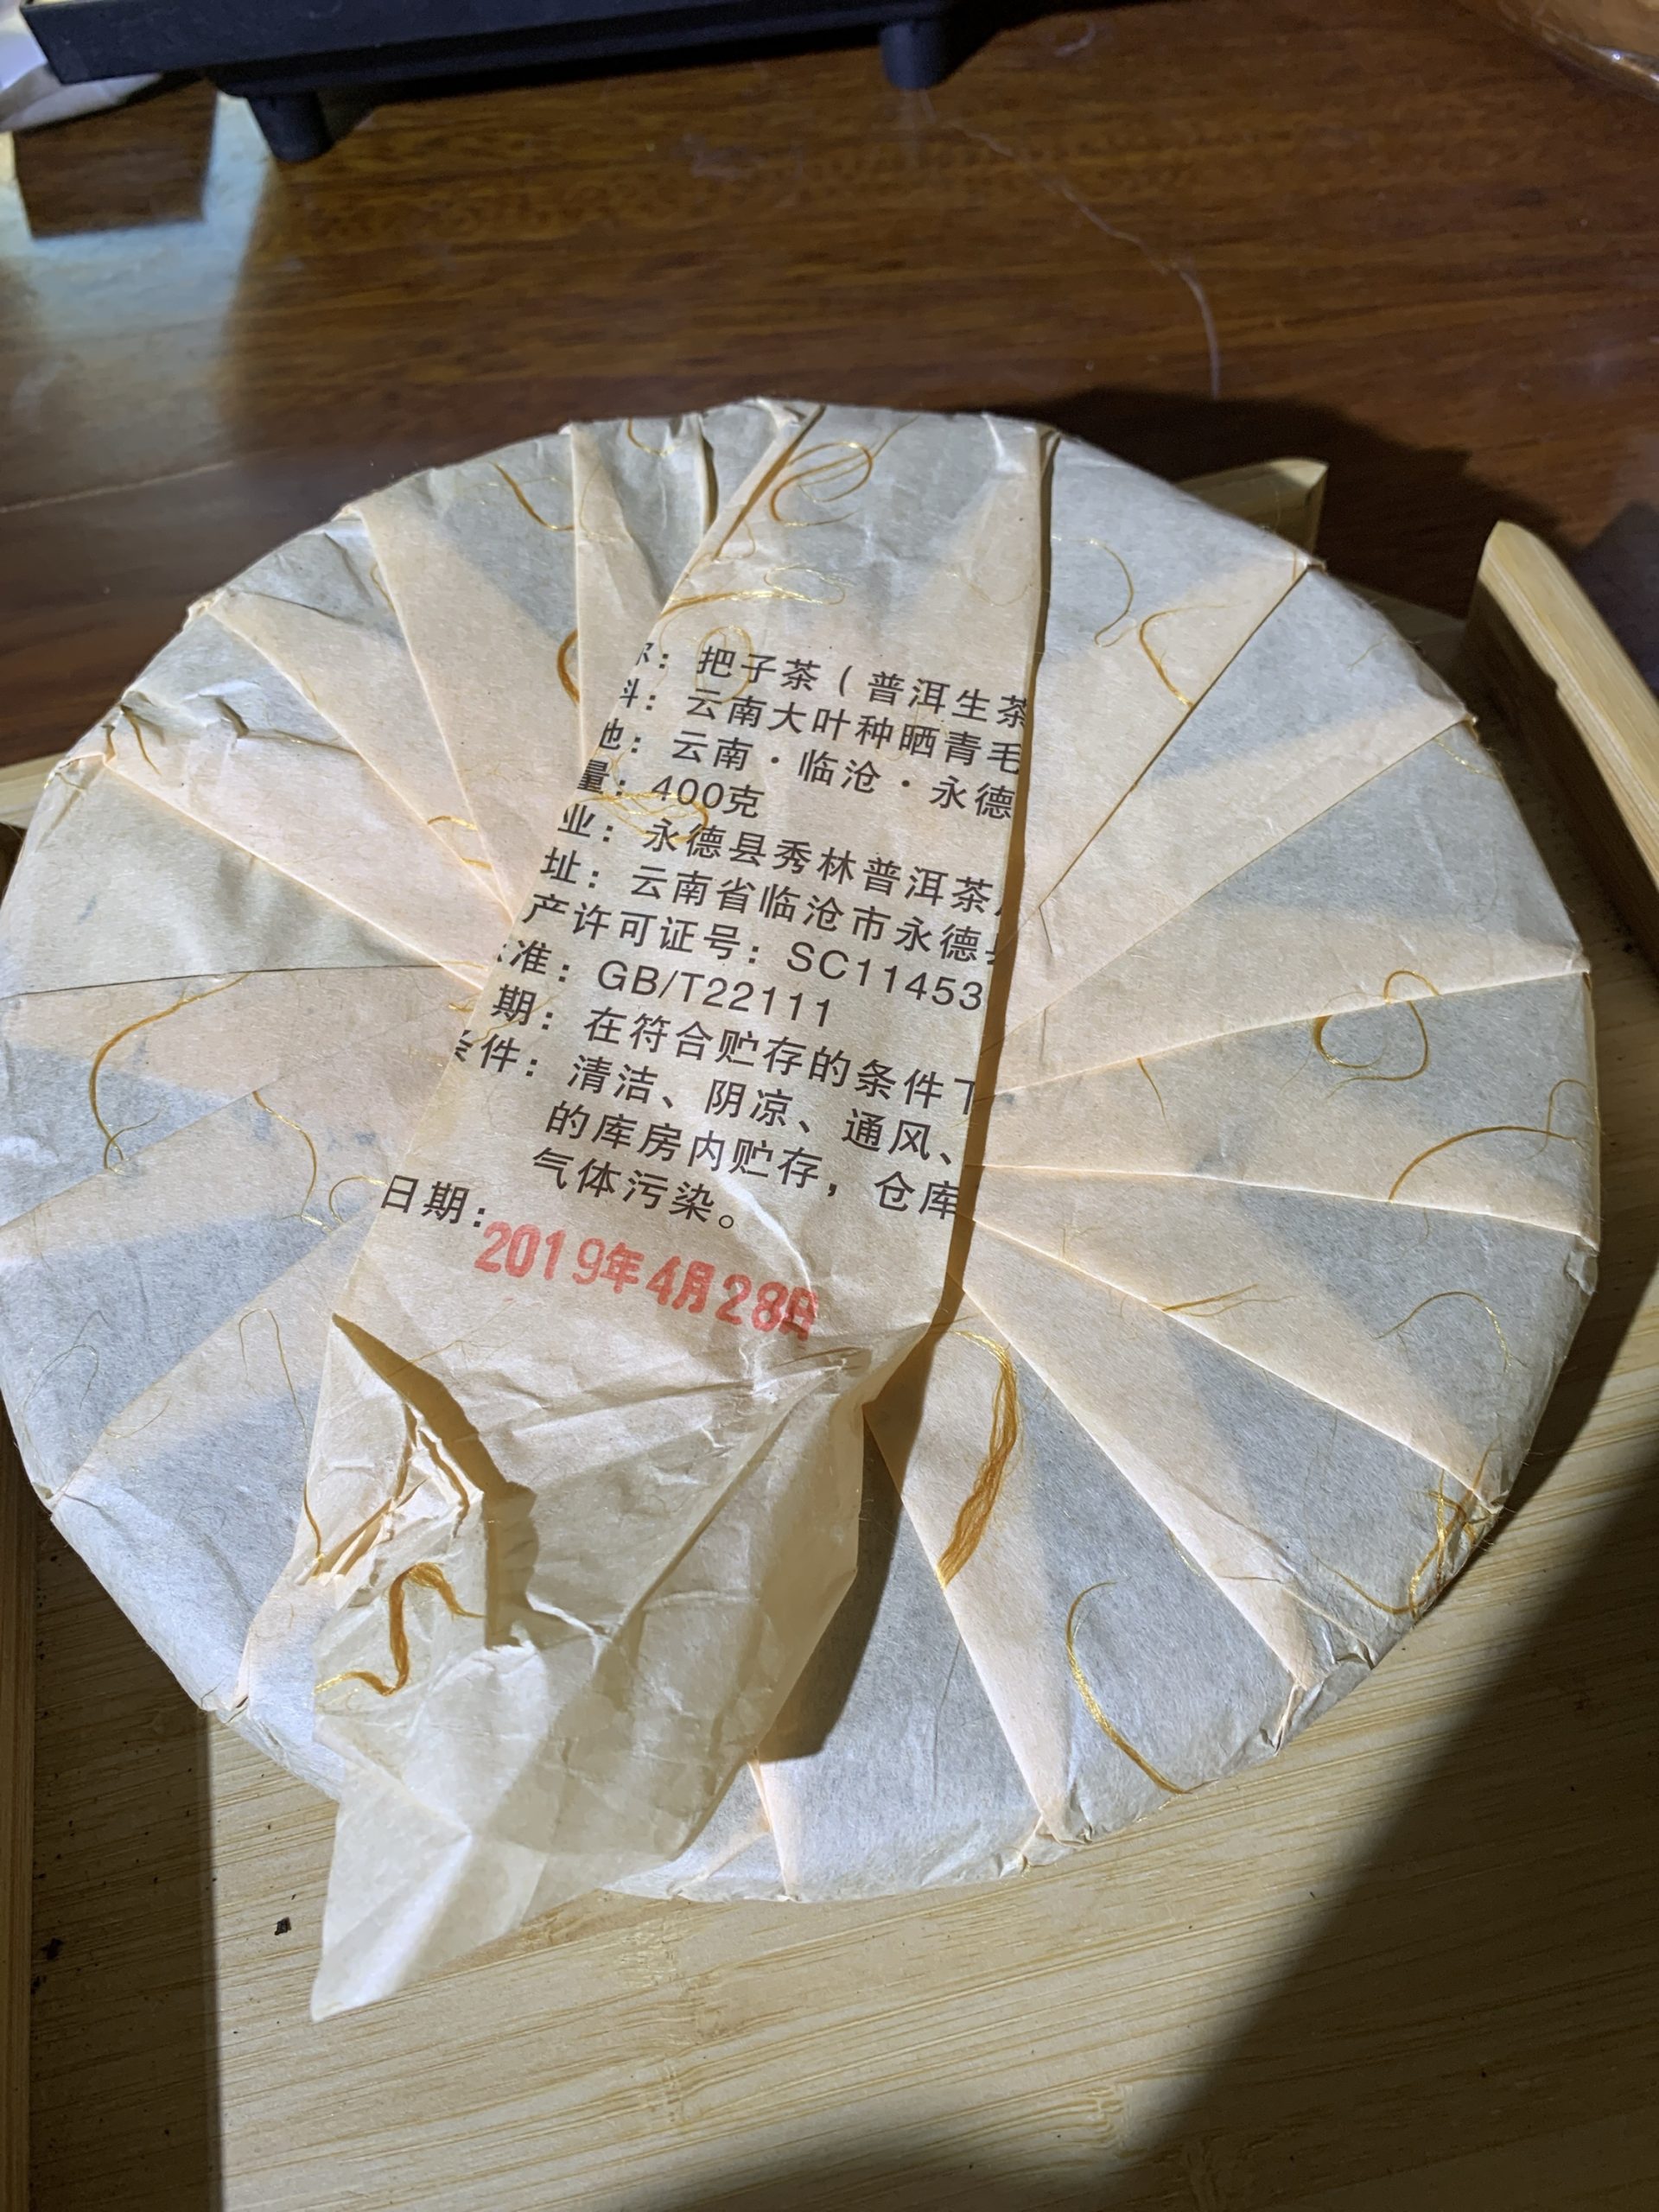 ：把子茶（普洱生茶
：云南大叶种晒青毛
：云南·临沧·永德
量：400克
业：永德县秀林普洱茶
址：云南省临沧市永德
产许可证号：SC11453
准：GB/T22111
期：在符合贮存的条件下
条件：清洁、阴凉、通风、
的库房内贮存，仓库
气体污染。
日期：
2019年4月28日